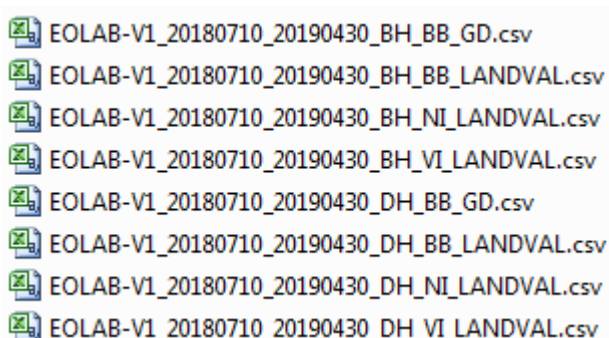 EOLAB-V1_20180710_20190430_BH_BB_GD.csv
EOLAB-V1_20180710_20190430_BH_BB_LANDVAL.csv
EOLAB-V1_20180710_20190430_BH_NI_LANDVAL.csv
EOLAB-V1_20180710_20190430_BH_VI_LANDVAL.csv
EOLAB-V1_20180710_20190430_DH_BB_GD.csv
EOLAB-V1_20180710_20190430_DH_BB_LANDVAL.csv
EOLAB-V1_20180710_20190430_DH_NI_LANDVAL.csv
EOLAB-V1_20180710_20190430_DH_VI_LANDVAL.csv